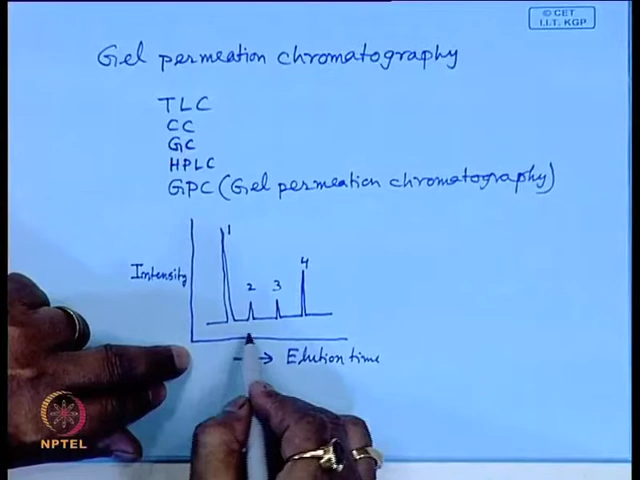 © CET
I.I.T. KGP
Gel permeation chromatography
TLC
CC
GC
HPLC
GPC (Gel permeation chromatography)
1
2 3 4
Intensity
→ Elution time
NPTEL